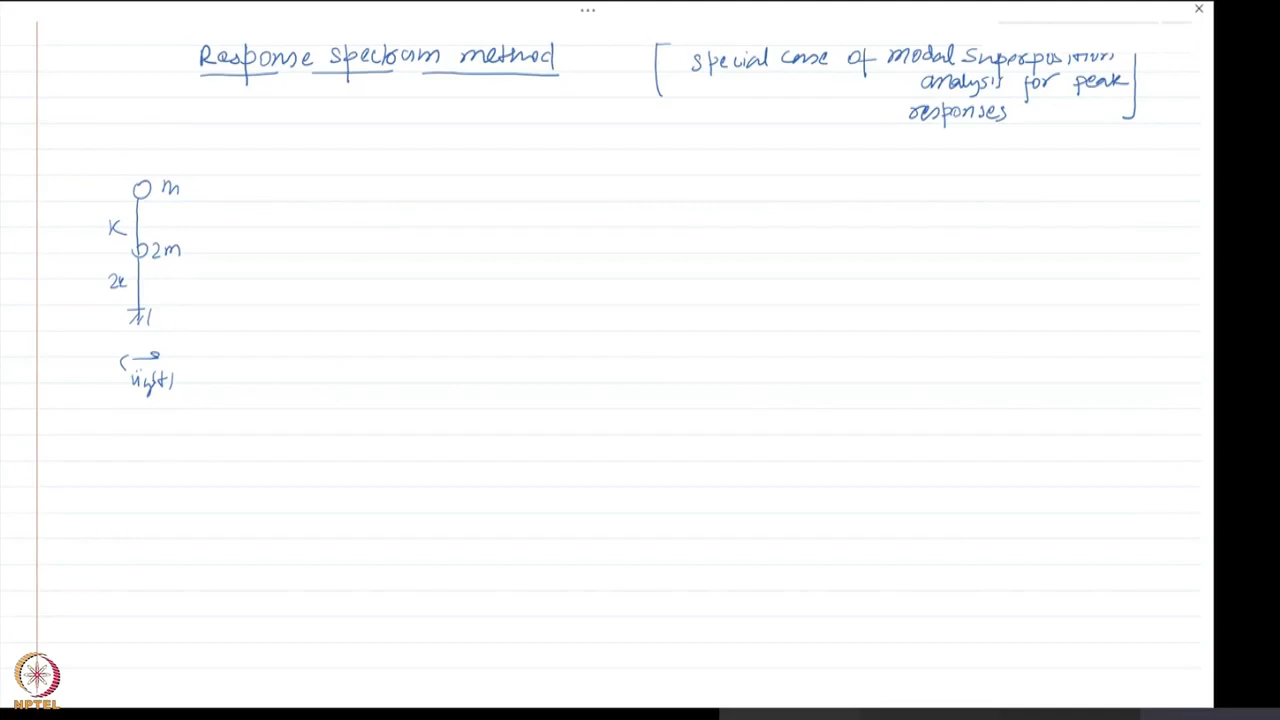 Response spectrum method
[ special case of modal superposition
analysis for peak
responses ]
m
K
2m
2k
üg(t)
NPTEL